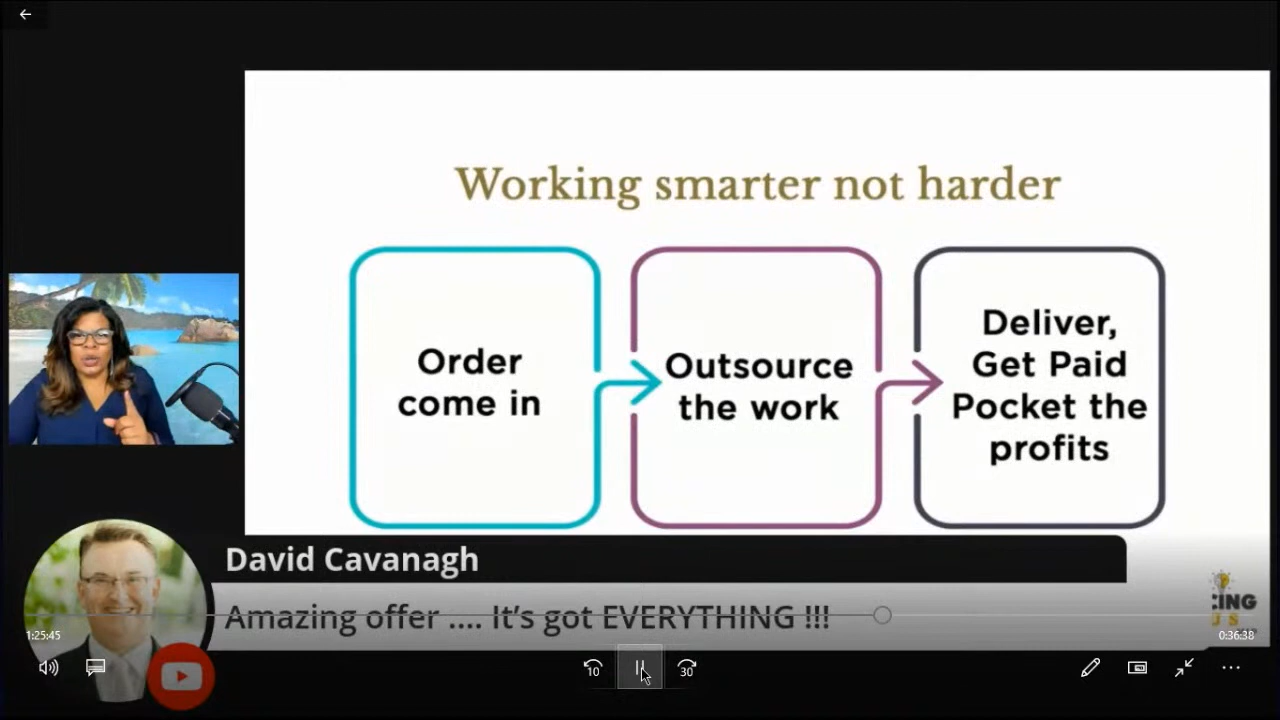 Working smarter not harder
Order
come in
Outsource
the work
Deliver,
Get Paid
Pocket the
profits
David Cavanagh
Amazing offer .... It's got EVERYTHING !!!
CING
1:25:45
0:36:38
10
30